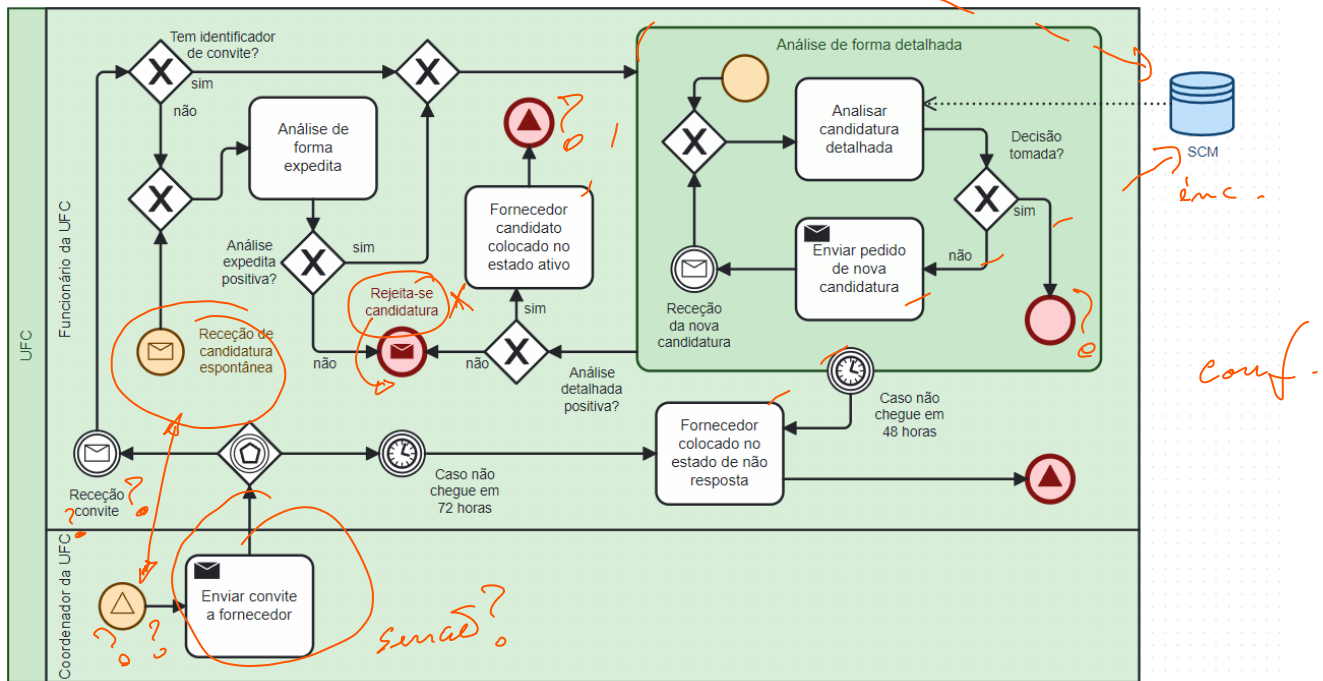 UFC
Funcionário da UFC
Tem identificador
de convite?
sim
não
Análise de
forma
expedita
Análise
expedita
positiva?
sim
não
Receção de
candidatura
espontânea
Rejeita-se
candidatura
Fornecedor
candidato
colocado no
estado ativo
sim
não
Análise
detalhada
positiva?
Análise de forma detalhada
Analisar
candidatura
detalhada
Decisão
tomada?
sim
não
Enviar pedido
de nova
candidatura
Receção
da nova
candidatura
SCM
Caso não
chegue em
48 horas
Fornecedor
colocado no
estado de não
resposta
Caso não
chegue em
72 horas
Receção
convite
Coordenador da UFC
Enviar convite
a fornecedor
?
?
?
?
? ?
senão?